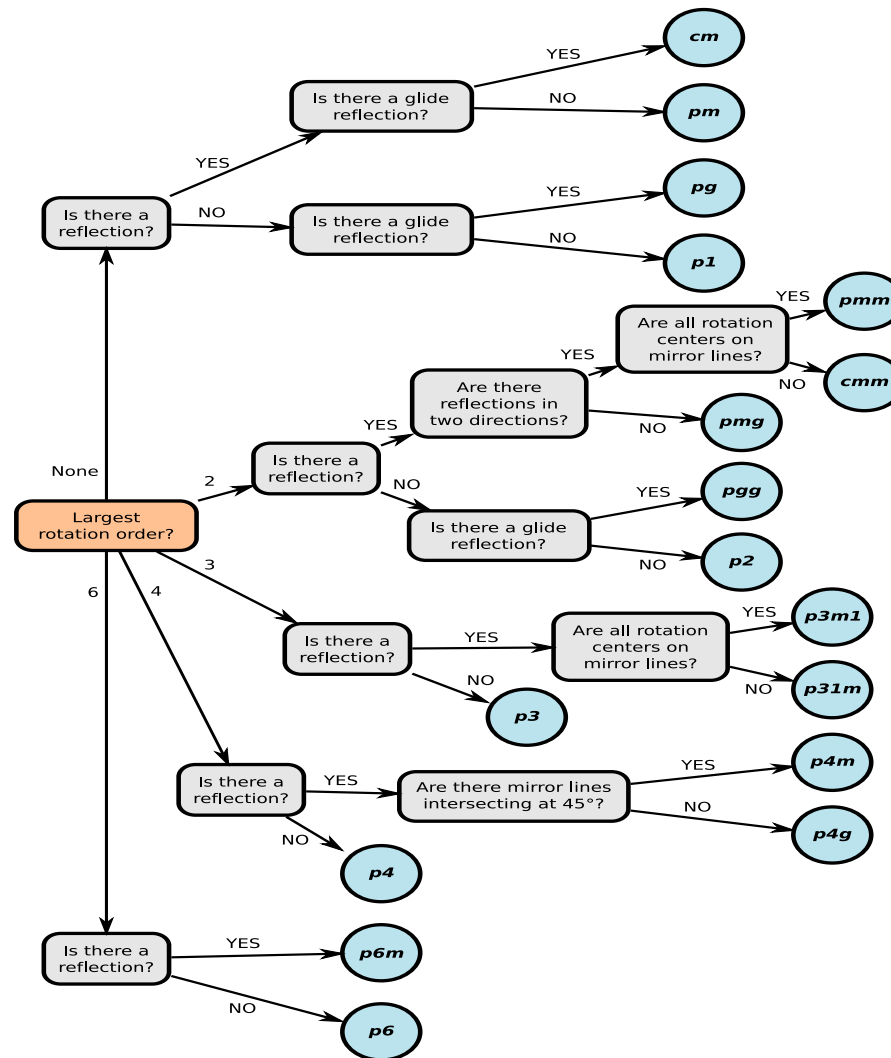 cm
YES
Is there a glide
reflection?
NO
pm
YES
YES
pg
Is there a
reflection?
NO
Is there a glide
reflection?
NO
p1
YES
pmm
Are all rotation
centers on
mirror lines?
YES
NO
cmm
Are there
reflections in
two directions?
YES
NO
pmg
Is there a
reflection?
None
2
NO
YES
pgg
Largest
rotation order?
Is there a glide
reflection?
NO
p2
3
6
4
YES
p3m1
Is there a
reflection?
YES
Are all rotation
centers on
mirror lines?
NO
NO
p31m
p3
YES
p4m
Is there a
reflection?
YES
Are there mirror lines
intersecting at 45°?
NO
p4g
NO
p4
Is there a
reflection?
YES
p6m
NO
p6